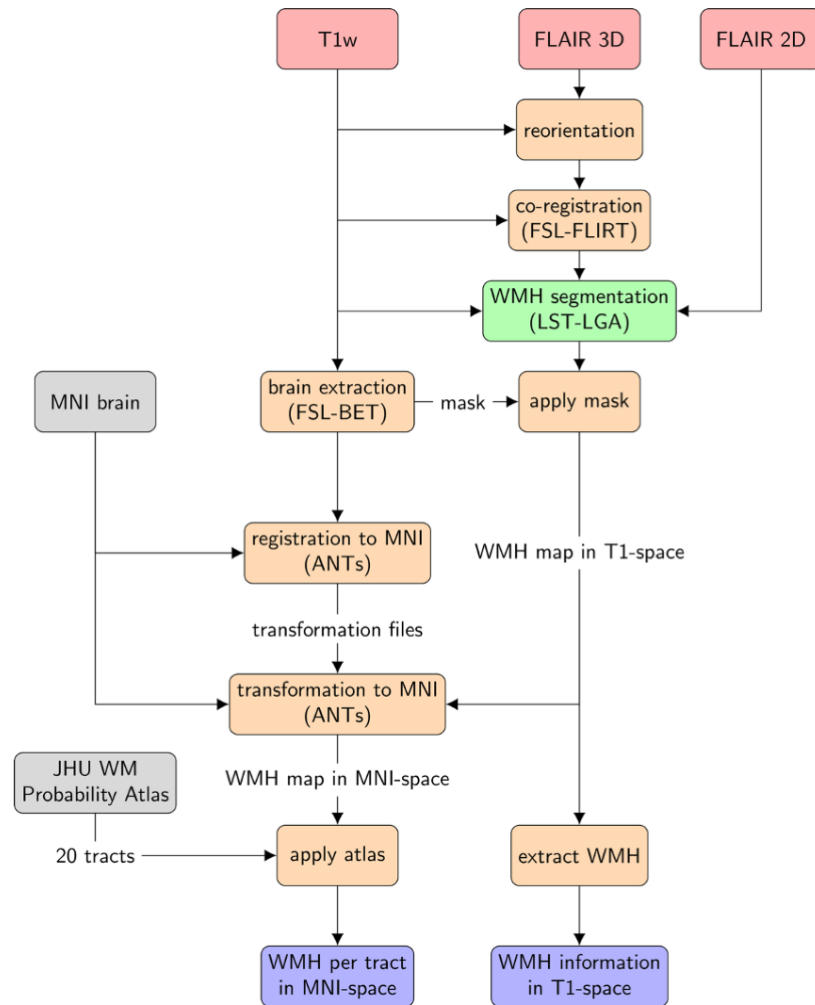 T1w
FLAIR 3D
FLAIR 2D
reorientation
co-registration
(FSL-FLIRT)
WMH segmentation
(LST-LGA)
MNI brain
brain extraction
(FSL-BET)
mask
apply mask
registration to MNI
(ANTs)
WMH map in T1-space
transformation files
transformation to MNI
(ANTs)
JHU WM
Probability Atlas
WMH map in MNI-space
20 tracts
apply atlas
extract WMH
WMH per tract
in MNI-space
WMH information
in T1-space